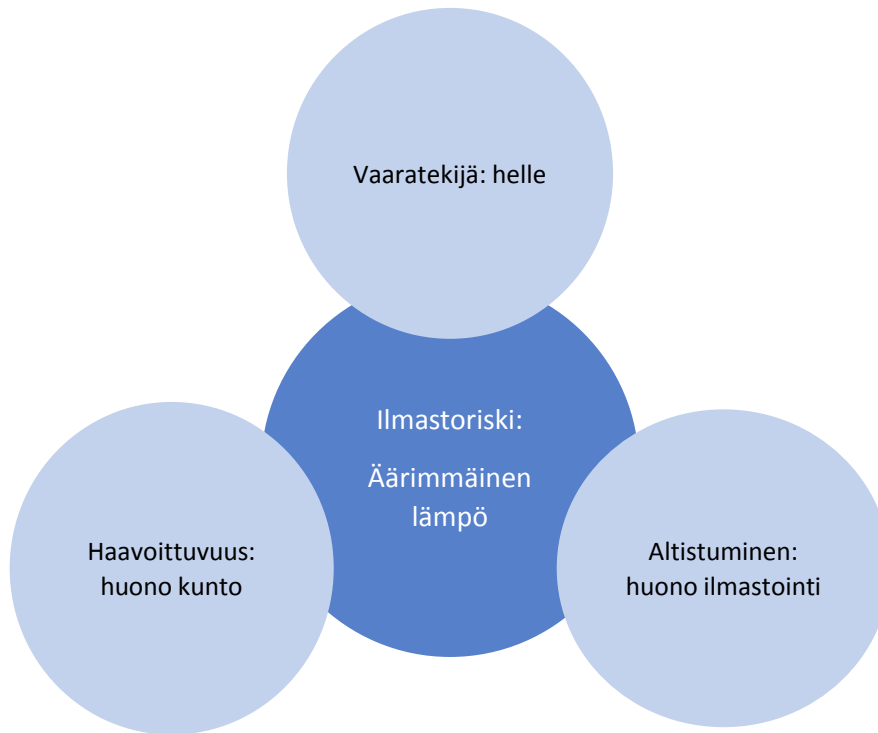 Vaaratekijä: helle
Ilmastoriski:
Äärimmäinen
lämpö
Haavoittuvuus:
huono kunto
Altistuminen:
huono ilmastointi